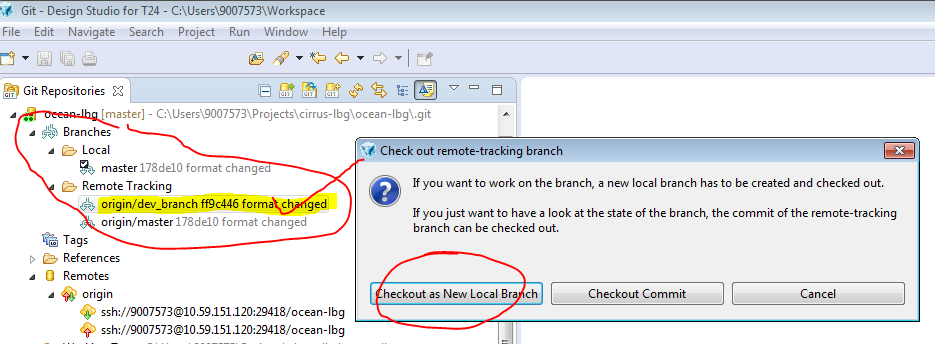 Git - Design Studio for T24 - C:\Users\9007573\Workspace
File Edit Navigate Search Project Run Window Help
Git Repositories
ocean-lbg [master] - C:\Users\9007573\Projects\cirrus-lbg\ocean-lbg\.git
Branches
Local
master 178de10 format changed
Remote Tracking
origin/dev_branch ff9c446 format changed
origin/master 178de10 format changed
Tags
References
Remotes
origin
ssh://9007573@10.59.151.120:29418/ocean-lbg
ssh://9007573@10.59.151.120:29418/ocean-lbg
Check out remote-tracking branch
If you want to work on the branch, a new local branch has to be created and checked out.
If you just want to have a look at the state of the branch, the commit of the remote-tracking
branch can be checked out.
Checkout as New Local Branch Checkout Commit Cancel